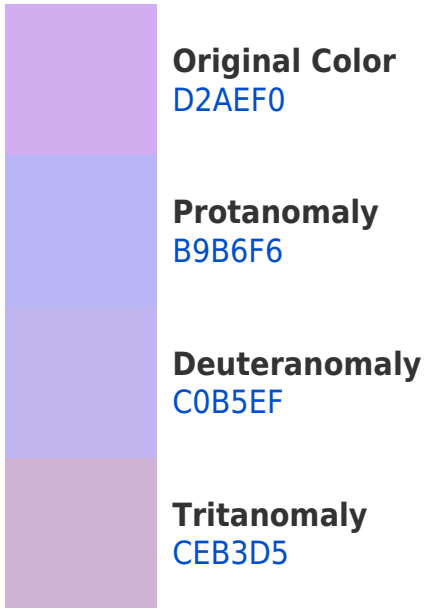 Original Color
D2AEF0
Protanomaly
B9B6F6
Deuteranomaly
C0B5EF
Tritanomaly
CEB3D5